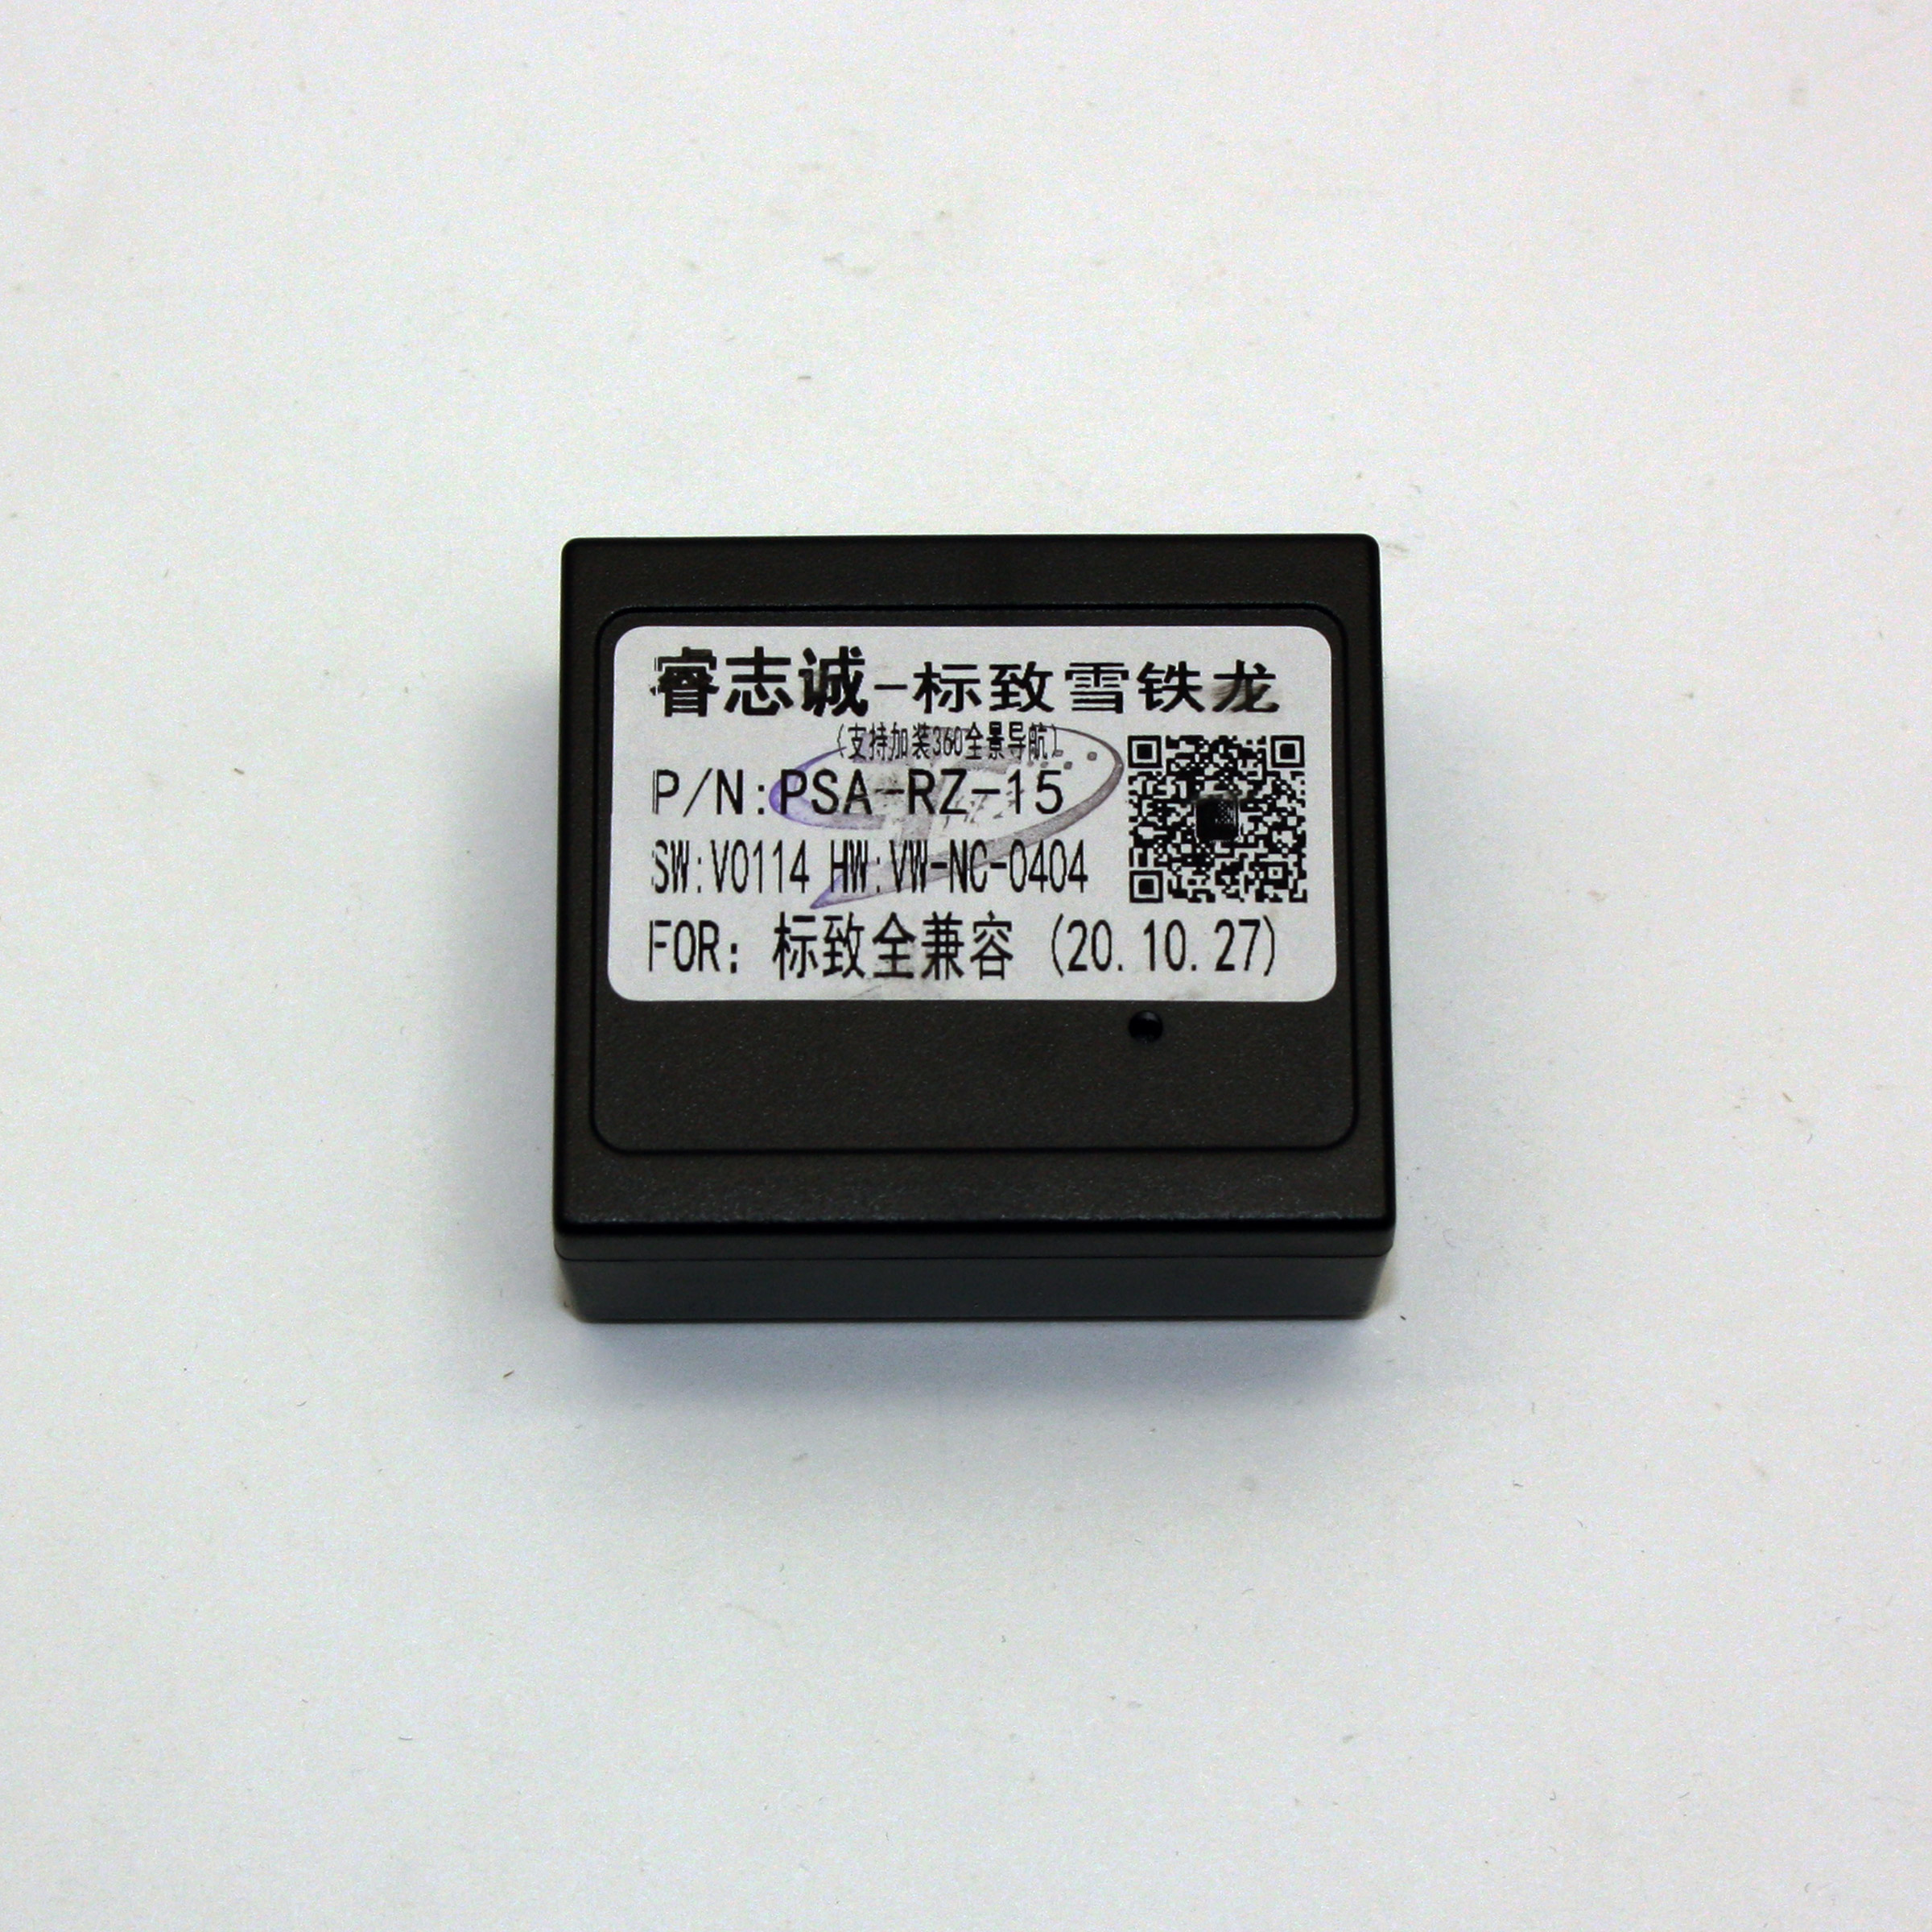 睿志诚-标致雪铁龙
(支持加装360全景导航)
P/N:PSA-RZ-15
SW:V0114 HW:VW-NC-0404
FOR: 标致全兼容 (20.10.27)